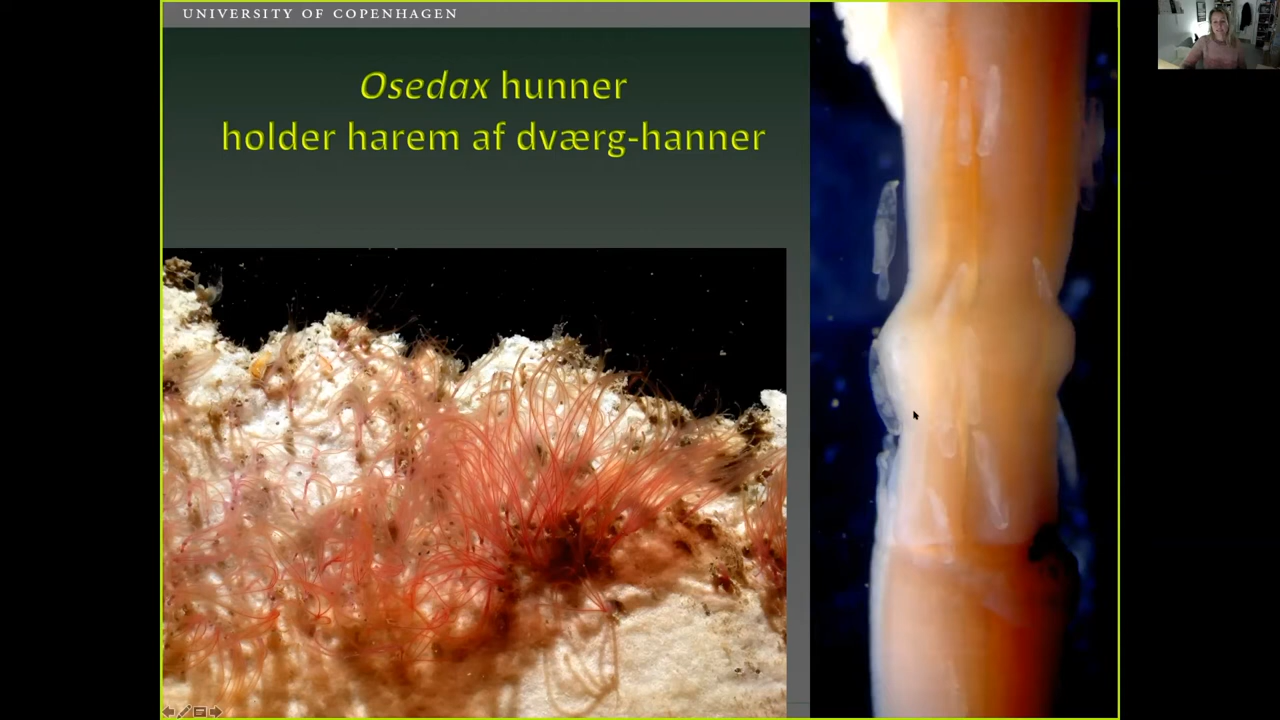 UNIVERSITY OF COPENHAGEN
Osedax hunner
holder harem af dværg-hanner